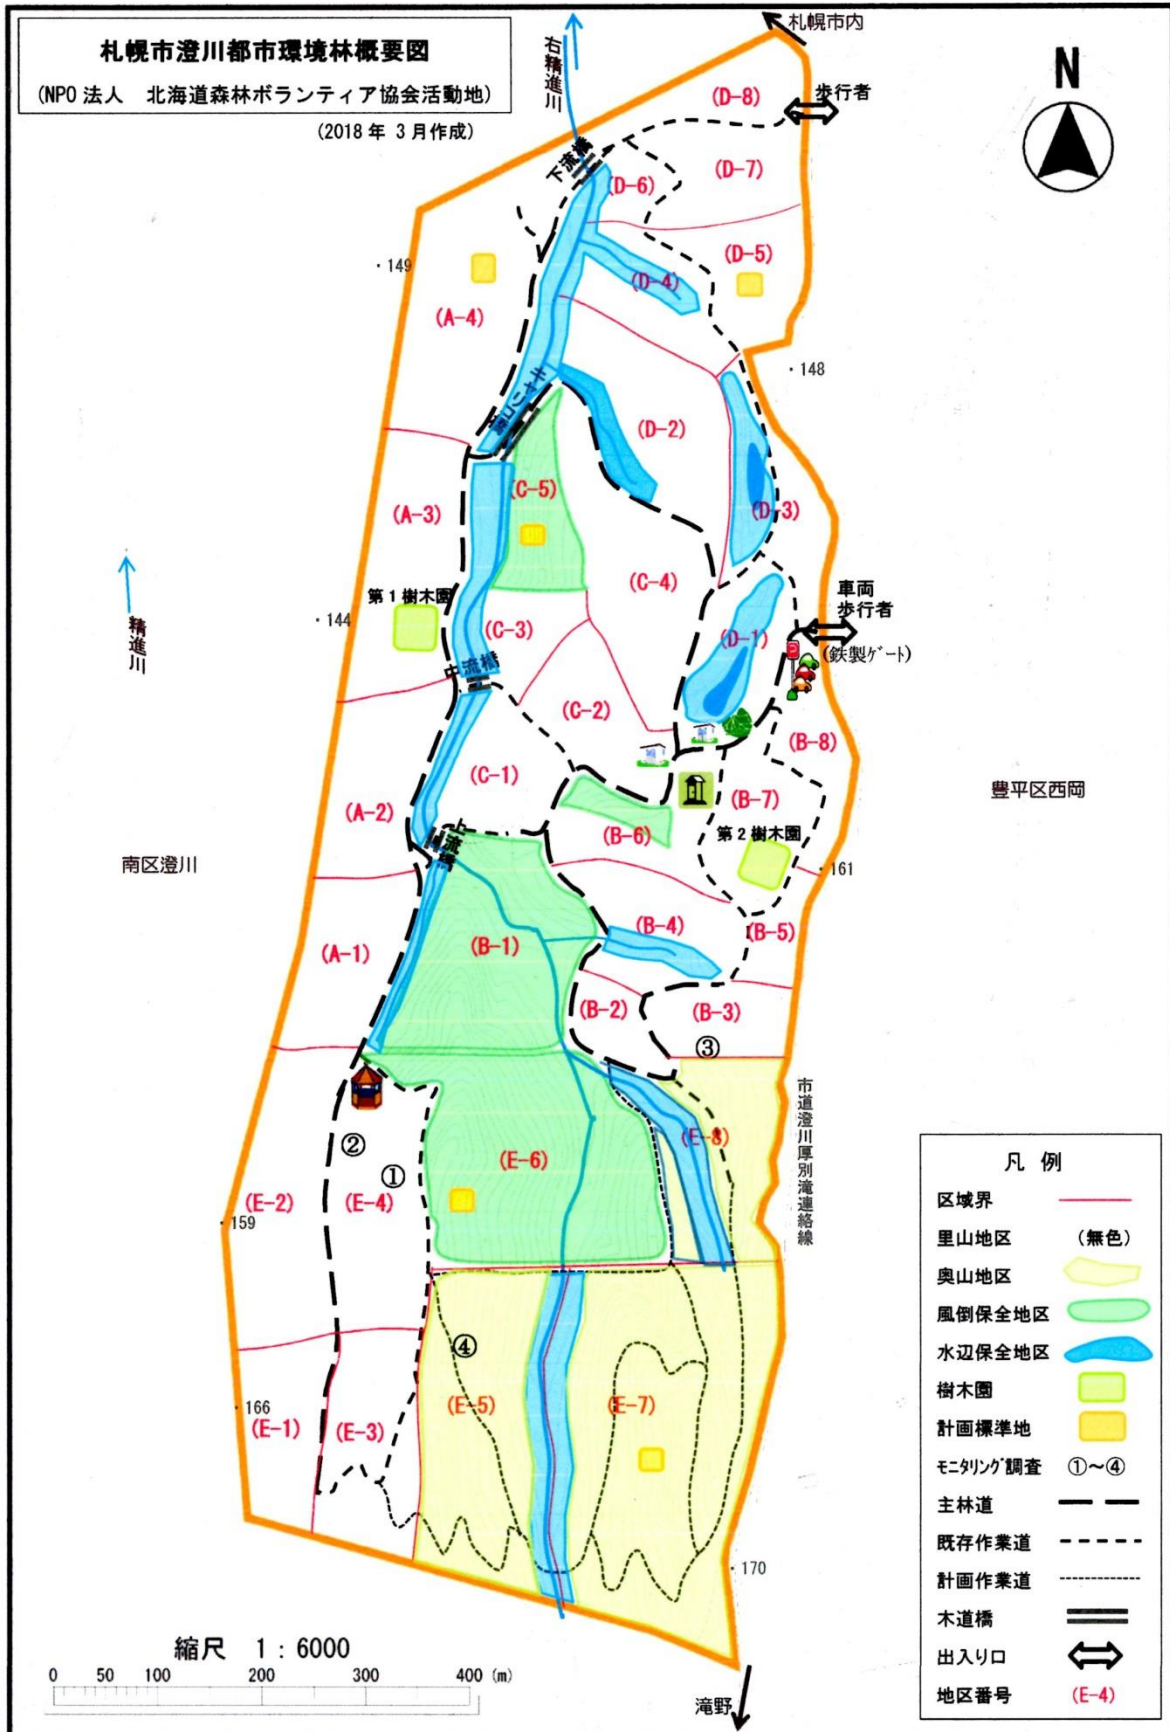 札幌市澄川都市環境林概要図
(NPO 法人 北海道森林ボランティア協会活動地)
(2018 年 3 月作成)
札幌市内
右精進川
N
(D-8)
歩行者
下流橋
(D-7)
(D-6)
(D-5)
・149
(D-4)
(A-4)
・148
キヤリコ橋
(D-2)
(C-5)
(A-3)
(D-3)
(C-4)
車両
歩行者
(鉄製ゲート)
第1樹木園
・144
精進川
(C-3)
(D-1)
中流橋
(C-2)
(B-8)
(C-1)
(B-7)
豊平区西岡
(A-2)
上流橋
(B-6)
第2樹木園
南区澄川
・161
(B-4)
(B-5)
(A-1)
(B-1)
(B-2)
(B-3)
③
市道澄川厚別滝連絡線
(E-8)
②
①
(E-6)
(E-2)
(E-4)
・159
④
(E-5)
(E-7)
・166
(E-1)
(E-3)
・170
滝野
凡 例
区域界
里山地区 (無色)
奥山地区
風倒保全地区
水辺保全地区
樹木園
計画標準地
モニタリング調査 ①～④
主林道
既存作業道
計画作業道
木道橋
出入り口
地区番号 (E-4)
縮尺 1：6000
0 50 100 200 300 400 (m)